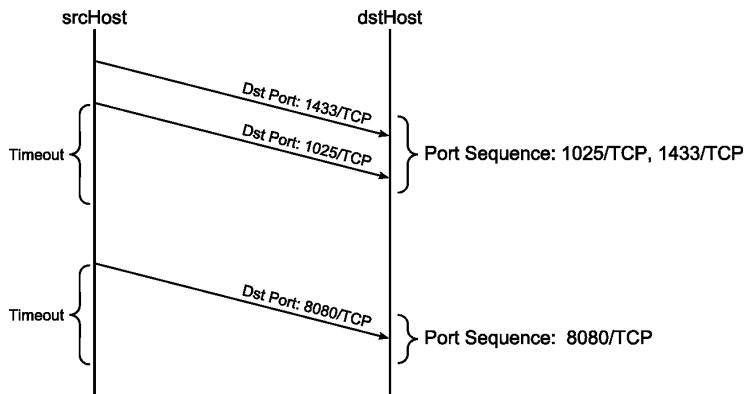 srcHost
dstHost
Dst Port: 1433/TCP
Dst Port: 1025/TCP
Timeout
Port Sequence: 1025/TCP, 1433/TCP
Dst Port: 8080/TCP
Timeout
Port Sequence: 8080/TCP